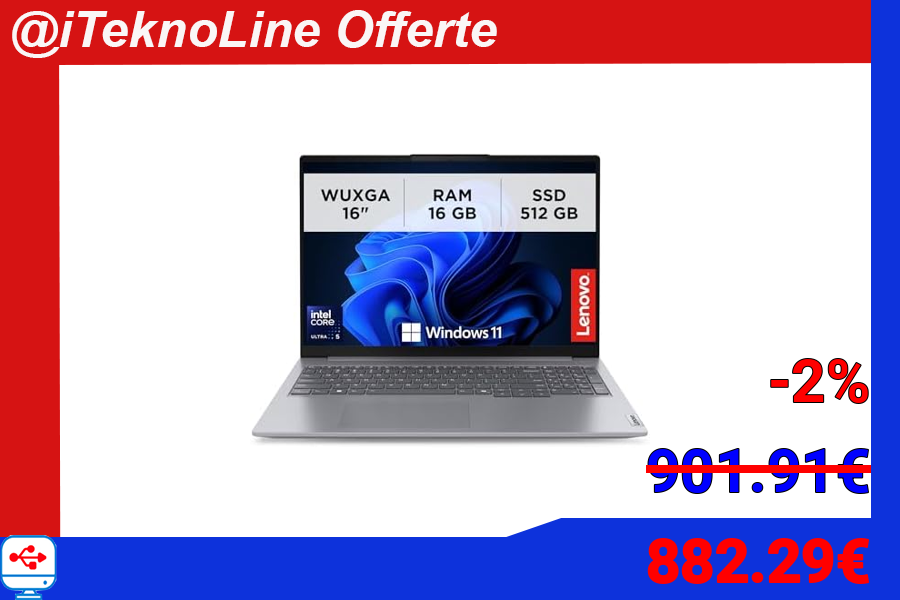 @iTeknoLine Offerte
WUXGA
16"
RAM
16 GB
SSD
512 GB
Lenovo
intel
CORE
ULTRA 5
Windows 11
-2%
901.91€
882.29€